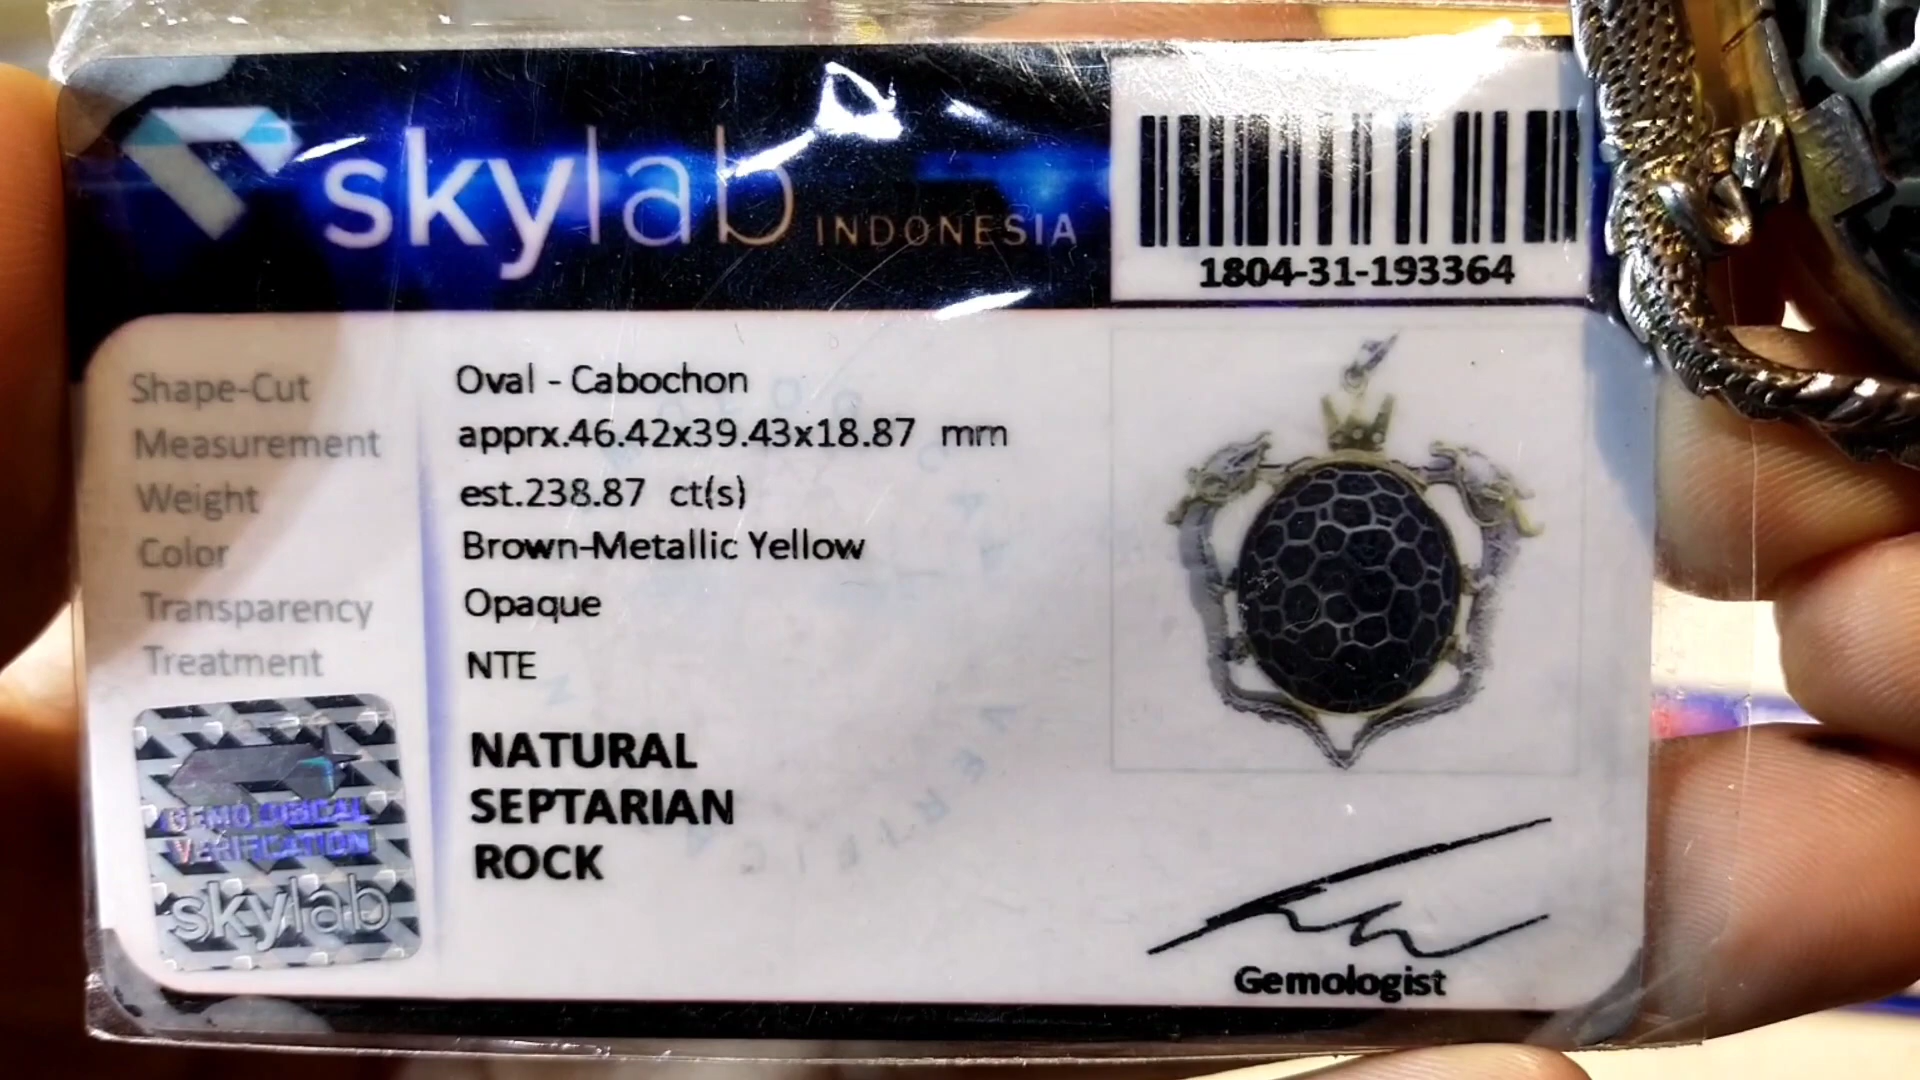 skylab INDONESIA
1804-31-193364
Shape-Cut Oval - Cabochon
Measurement apprx.46.42x39.43x18.87 mm
Weight est.238.87 ct(s)
Color Brown-Metallic Yellow
Transparency Opaque
Treatment NTE
NATURAL
SEPTARIAN
ROCK
GEMOLOGICAL
VERIFICATION
skylab
Gemologist